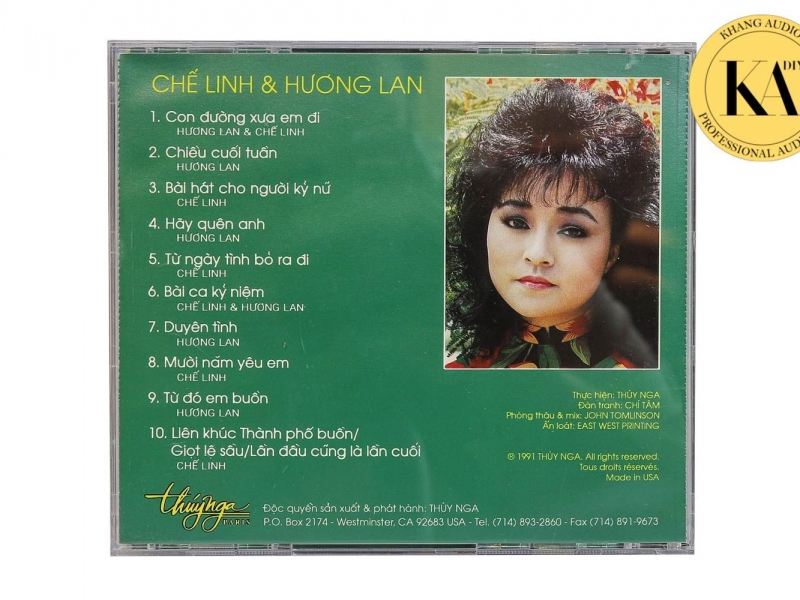 KHANG AUDIO
DIY
KA
PROFESSIONAL AUDIO
CHẾ LINH & HƯƠNG LAN
1. Con đường xưa em đi
HƯƠNG LAN & CHẾ LINH
2. Chiều cuối tuần
HƯƠNG LAN
3. Bài hát cho người kỷ nữ
CHẾ LINH
4. Hãy quên anh
HƯƠNG LAN
5. Từ ngày tình bỏ ra đi
CHẾ LINH
6. Bài ca kỷ niệm
CHẾ LINH & HƯƠNG LAN
7. Duyên tình
HƯƠNG LAN
8. Mười năm yêu em
CHẾ LINH
9. Từ đó em buồn
HƯƠNG LAN
10. Liên khúc Thành phố buồn/
Giọt lệ sầu/Lần đầu cũng là lần cuối
CHẾ LINH
Thực hiện: THÚY NGA
Đàn tranh: CHÍ TÂM
Phòng thâu & mix: JOHN TOMLINSON
Ấn loát: EAST WEST PRINTING
℗ 1991 THÚY NGA. All rights reserved.
Tous droits réservés.
Made in USA
thúy nga
PARIS
Độc quyền sản xuất & phát hành: THÚY NGA
P.O. Box 2174 - Westminster, CA 92683 USA - Tel. (714) 893-2860 - Fax (714) 891-9673